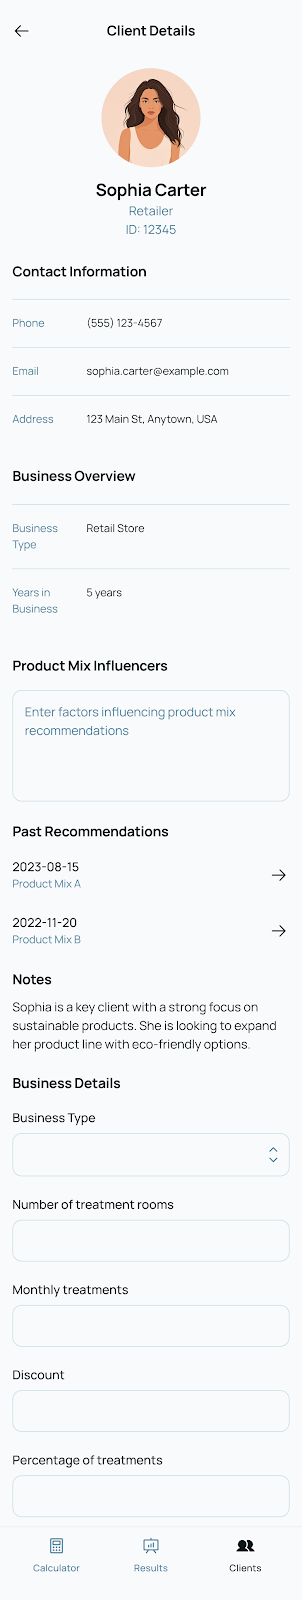 Client Details
Sophia Carter
Retailer
ID: 12345
Contact Information
Phone (555) 123-4567
Email sophia.carter@example.com
Address 123 Main St, Anytown, USA
Business Overview
Business Type Retail Store
Years in Business 5 years
Product Mix Influencers
Enter factors influencing product mix
recommendations
Past Recommendations
2023-08-15
Product Mix A
2022-11-20
Product Mix B
Notes
Sophia is a key client with a strong focus on
sustainable products. She is looking to expand
her product line with eco-friendly options.
Business Details
Business Type
Number of treatment rooms
Monthly treatments
Discount
Percentage of treatments
Calculator Results Clients